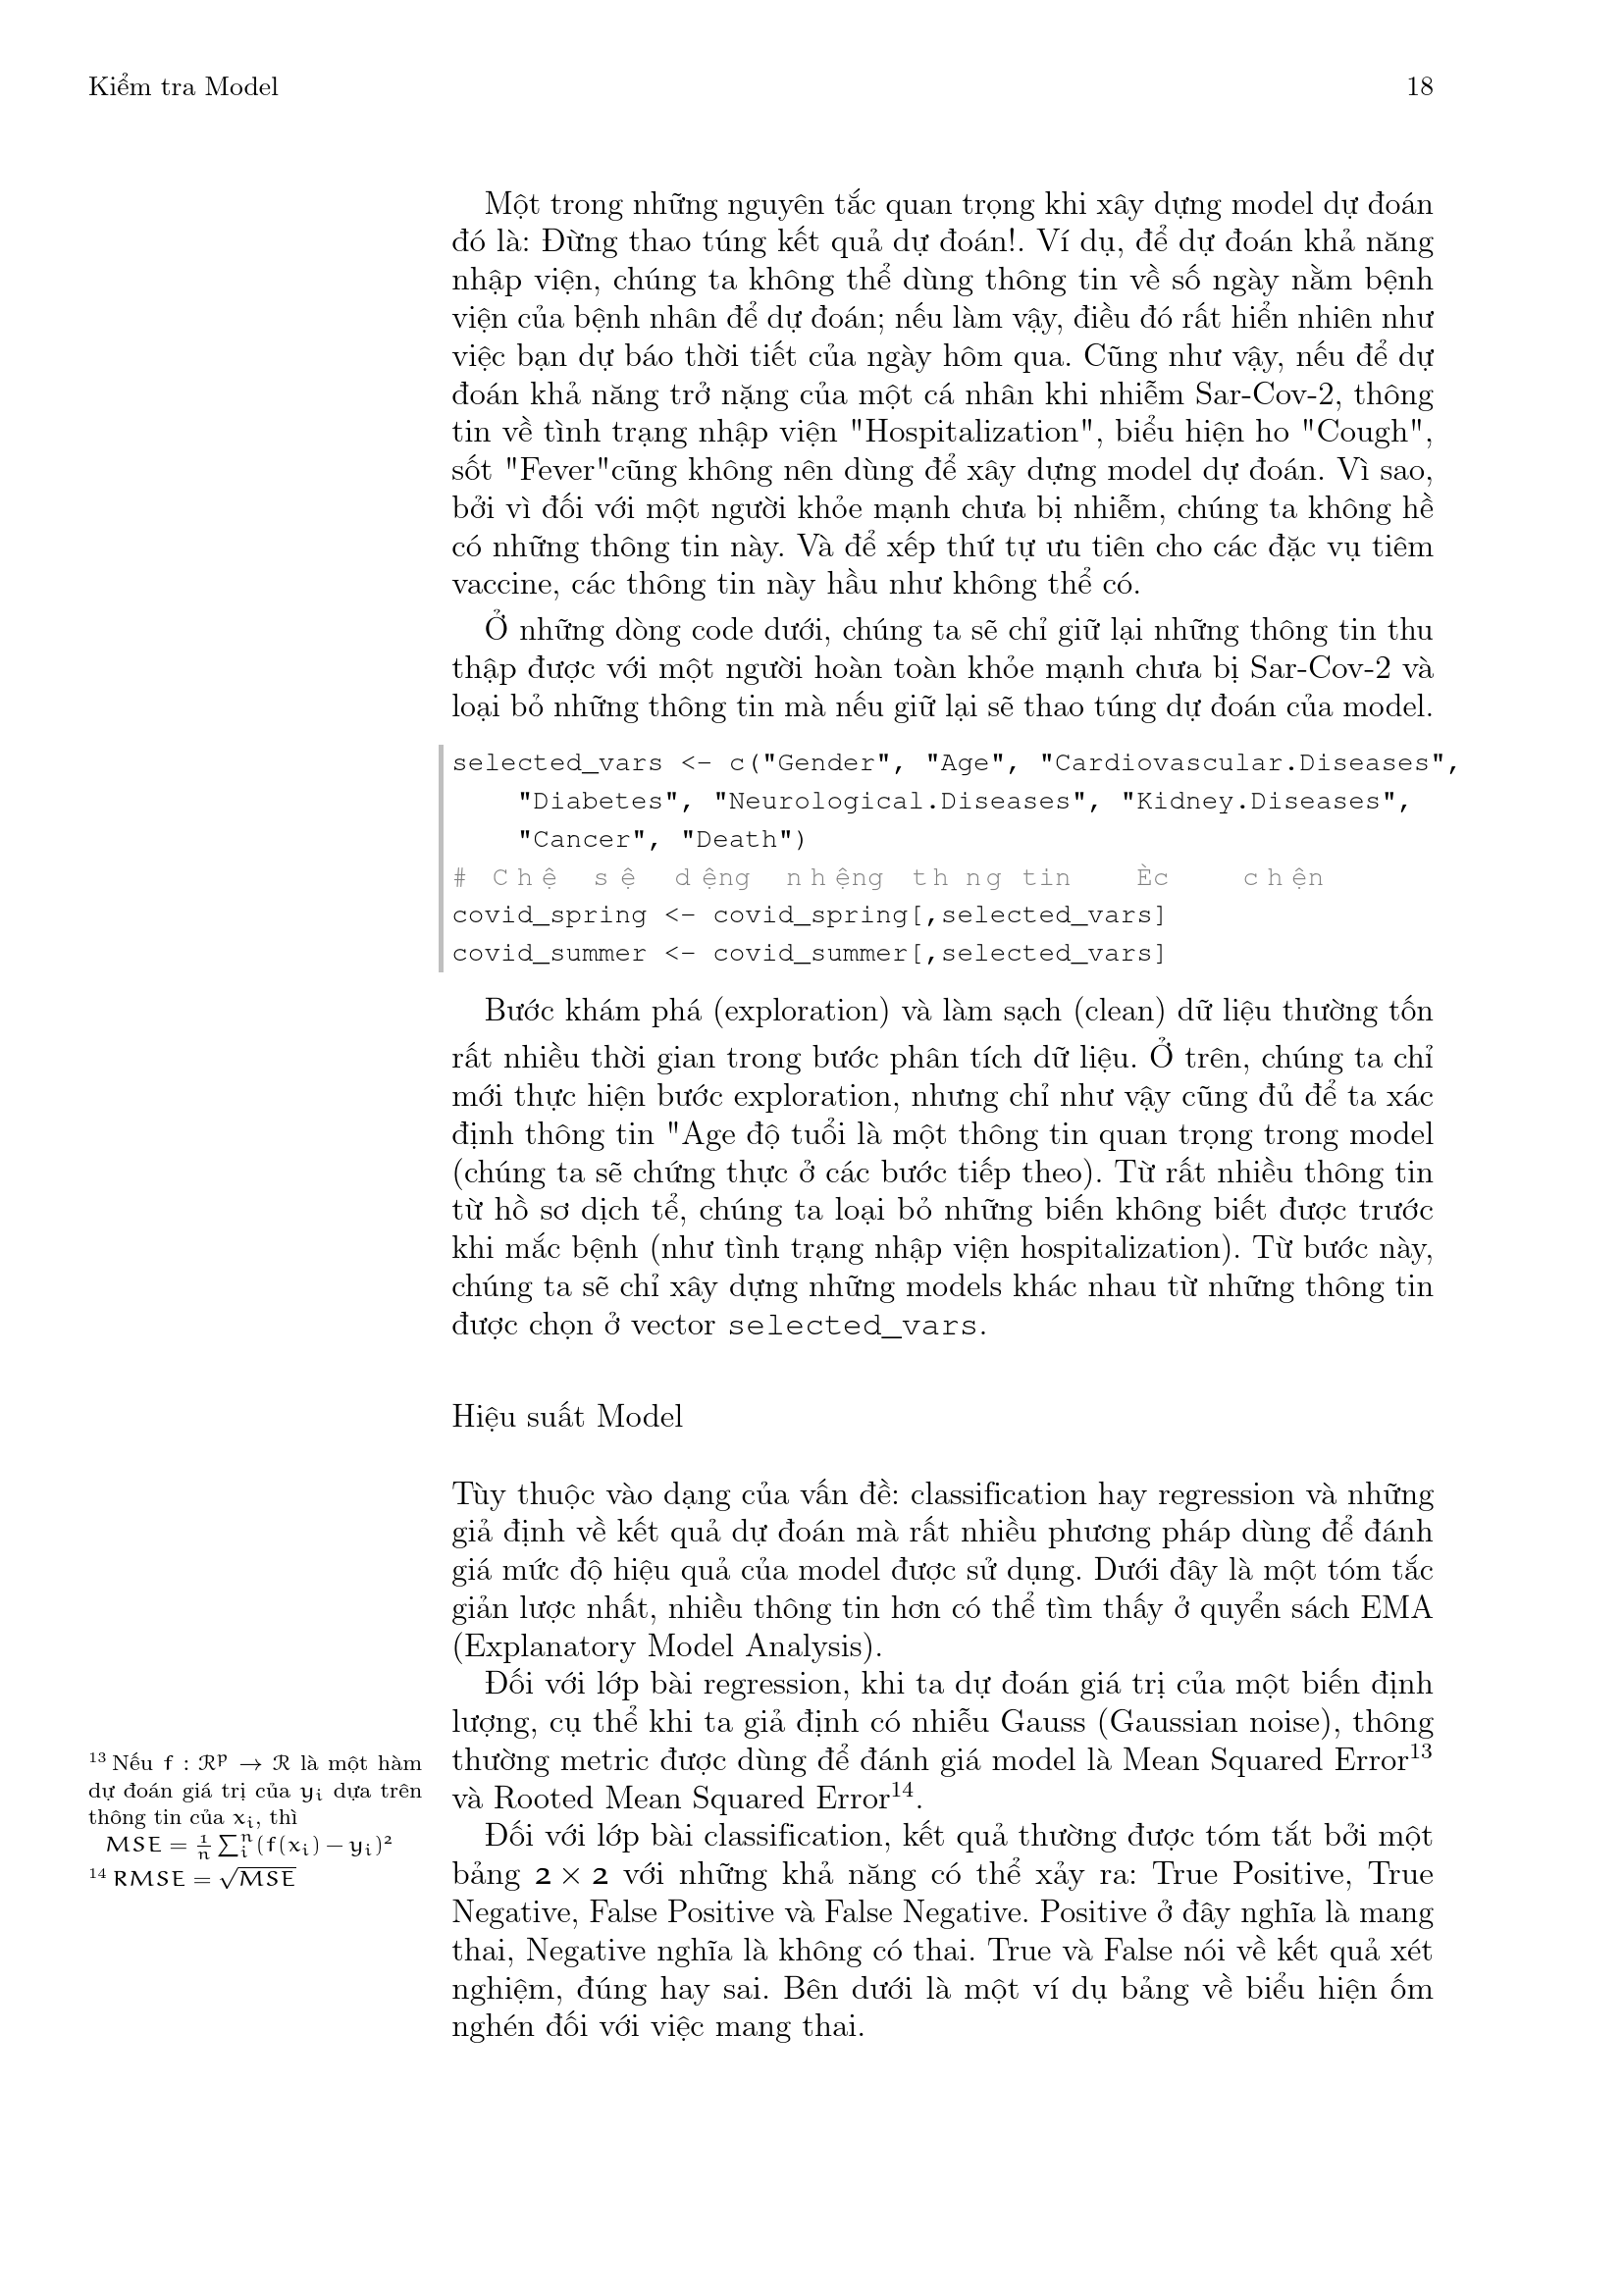 Kiểm tra Model 18
Một trong những nguyên tắc quan trọng khi xây dựng model dự đoán
đó là: Đừng thao túng kết quả dự đoán!. Ví dụ, để dự đoán khả năng
nhập viện, chúng ta không thể dùng thông tin về số ngày nằm bệnh
viện của bệnh nhân để dự đoán; nếu làm vậy, điều đó rất hiển nhiên như
việc bạn dự báo thời tiết của ngày hôm qua. Cũng như vậy, nếu để dự
đoán khả năng trở nặng của một cá nhân khi nhiễm Sar-Cov-2, thông
tin về tình trạng nhập viện "Hospitalization", biểu hiện ho "Cough",
sốt "Fever"cũng không nên dùng để xây dựng model dự đoán. Vì sao,
bởi vì đối với một người khỏe mạnh chưa bị nhiễm, chúng ta không hề
có những thông tin này. Và để xếp thứ tự ưu tiên cho các đặc vụ tiêm
vaccine, các thông tin này hầu như không thể có.
Ở những dòng code dưới, chúng ta sẽ chỉ giữ lại những thông tin thu
thập được với một người hoàn toàn khỏe mạnh chưa bị Sar-Cov-2 và
loại bỏ những thông tin mà nếu giữ lại sẽ thao túng dự đoán của model.
selected_vars <- c("Gender", "Age", "Cardiovascular.Diseases",
"Diabetes", "Neurological.Diseases", "Kidney.Diseases",
"Cancer", "Death")
# Chệ sệ dệng nhệng th ng tin Èc chện
covid_spring <- covid_spring[,selected_vars]
covid_summer <- covid_summer[,selected_vars]
Bước khám phá (exploration) và làm sạch (clean) dữ liệu thường tốn
rất nhiều thời gian trong bước phân tích dữ liệu. Ở trên, chúng ta chỉ
mới thực hiện bước exploration, nhưng chỉ như vậy cũng đủ để ta xác
định thông tin "Age độ tuổi là một thông tin quan trọng trong model
(chúng ta sẽ chứng thực ở các bước tiếp theo). Từ rất nhiều thông tin
từ hồ sơ dịch tể, chúng ta loại bỏ những biến không biết được trước
khi mắc bệnh (như tình trạng nhập viện hospitalization). Từ bước này,
chúng ta sẽ chỉ xây dựng những models khác nhau từ những thông tin
được chọn ở vector selected_vars.
Hiệu suất Model
Tùy thuộc vào dạng của vấn đề: classification hay regression và những
giả định về kết quả dự đoán mà rất nhiều phương pháp dùng để đánh
giá mức độ hiệu quả của model được sử dụng. Dưới đây là một tóm tắc
giản lược nhất, nhiều thông tin hơn có thể tìm thấy ở quyển sách EMA
(Explanatory Model Analysis).
Đối với lớp bài regression, khi ta dự đoán giá trị của một biến định
lượng, cụ thể khi ta giả định có nhiễu Gauss (Gaussian noise), thông
thường metric được dùng để đánh giá model là Mean Squared Error¹³
và Rooted Mean Squared Error¹⁴.
Đối với lớp bài classification, kết quả thường được tóm tắt bởi một
bảng 2 × 2 với những khả năng có thể xảy ra: True Positive, True
Negative, False Positive và False Negative. Positive ở đây nghĩa là mang
thai, Negative nghĩa là không có thai. True và False nói về kết quả xét
nghiệm, đúng hay sai. Bên dưới là một ví dụ bảng về biểu hiện ốm
nghén đối với việc mang thai.
¹³ Nếu f : ℛᵖ → ℛ là một hàm
dự đoán giá trị của yᵢ dựa trên
thông tin của xᵢ, thì
MSE = 1/n ∑ᵢⁿ(f(xᵢ) − yᵢ)²
¹⁴ RMSE = √MSE